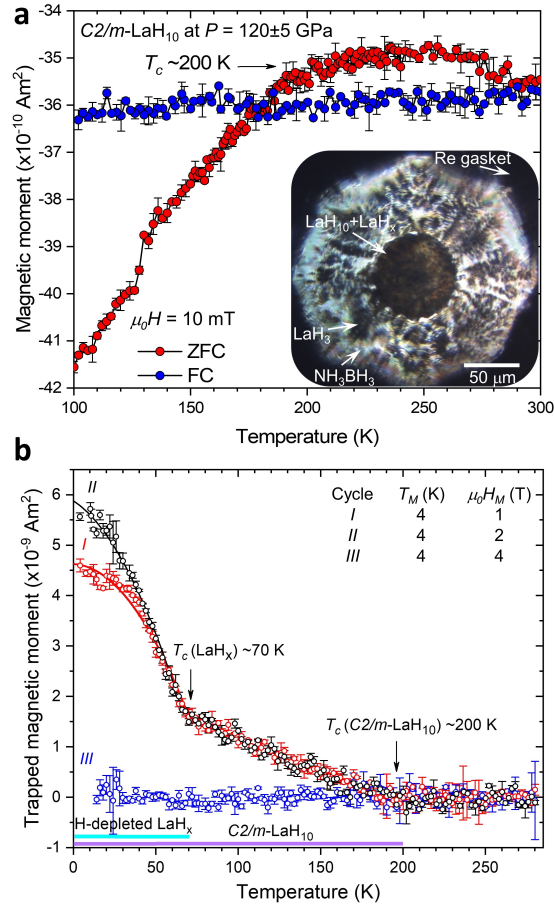 a
C2/m-LaH10 at P = 120±5 GPa
Tc ~200 K
-34
-35
-36
-37
-38
-39
-40
-41
-42
Magnetic moment (x10-10 Am2)
Re gasket
LaH10+LaHx
LaH3
NH3BH3
50 μm
μ0H = 10 mT
ZFC
FC
100 150 200 250 300
Temperature (K)
b
6
5
4
3
2
1
0
-1
Trapped magnetic moment (x10-9 Am2)
II
I
Cycle TM (K) μ0HM (T)
I 4 1
II 4 2
III 4 4
Tc (LaHx) ~70 K
Tc (C2/m-LaH10) ~200 K
III
H-depleted LaHx
C2/m-LaH10
0 50 100 150 200 250
Temperature (K)